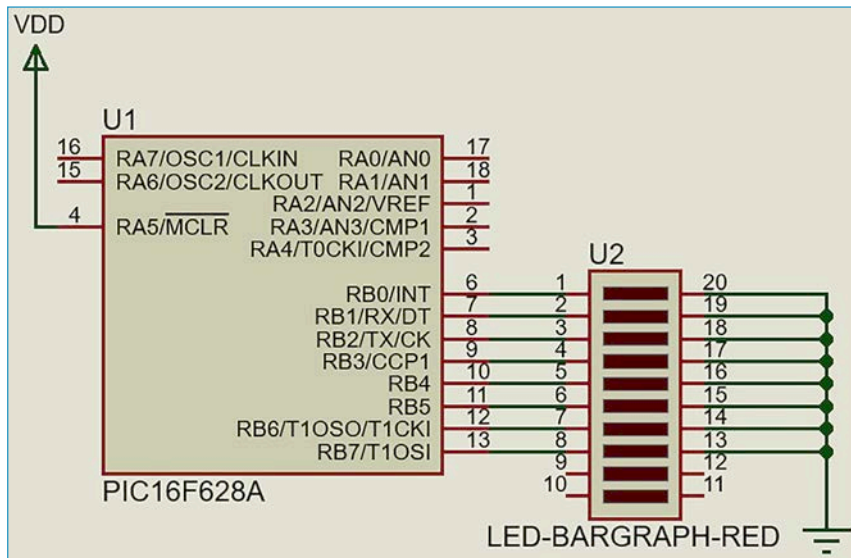 VDD
U1
16 RA7/OSC1/CLKIN RA0/AN0 17
15 RA6/OSC2/CLKOUT RA1/AN1 18
RA2/AN2/VREF 1
4 RA5/MCLR RA3/AN3/CMP1 2
RA4/T0CKI/CMP2 3
U2
RB0/INT 6 1 20
RB1/RX/DT 7 2 19
RB2/TX/CK 8 3 18
RB3/CCP1 9 4 17
RB4 10 5 16
RB5 11 6 15
RB6/T1OSO/T1CKI 12 7 14
RB7/T1OSI 13 8 13
9 12
10 11
PIC16F628A
LED-BARGRAPH-RED